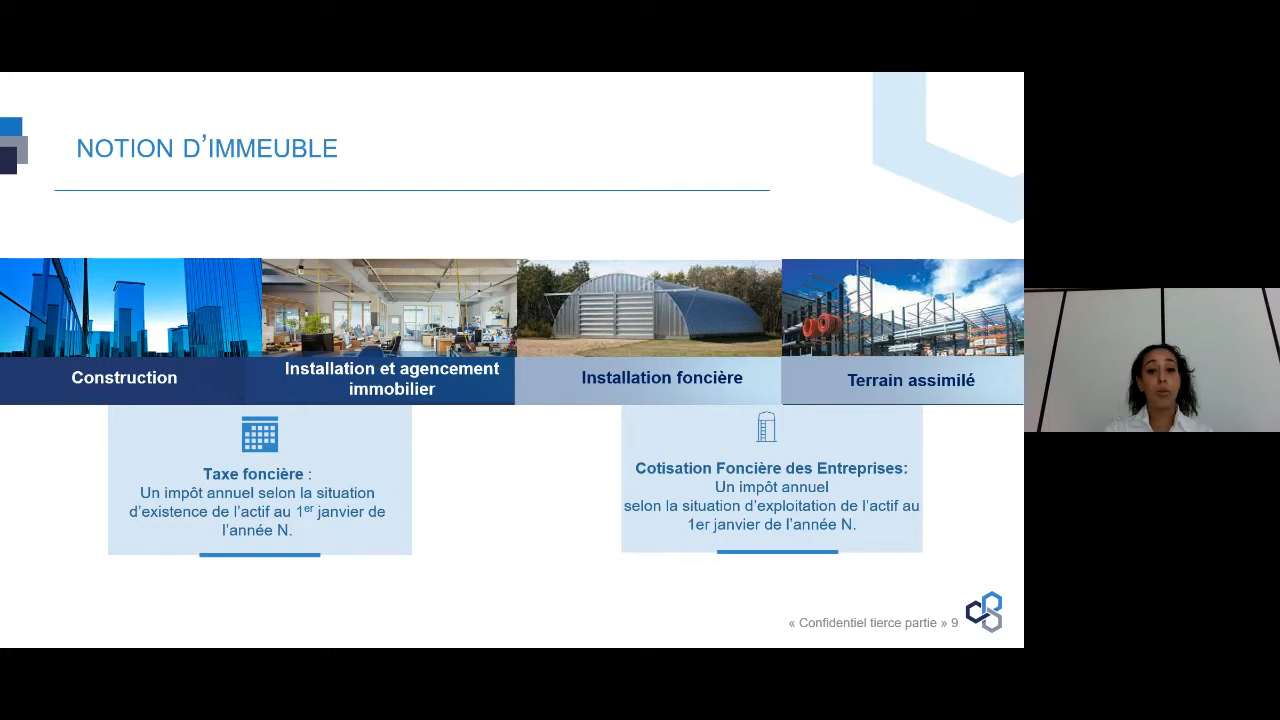 NOTION D’IMMEUBLE
Construction
Installation et agencement
immobilier
Installation foncière
Terrain assimilé
Taxe foncière :
Un impôt annuel selon la situation
d’existence de l’actif au 1er janvier de
l’année N.
Cotisation Foncière des Entreprises:
Un impôt annuel
selon la situation d’exploitation de l’actif au
1er janvier de l’année N.
« Confidentiel tierce partie » 9